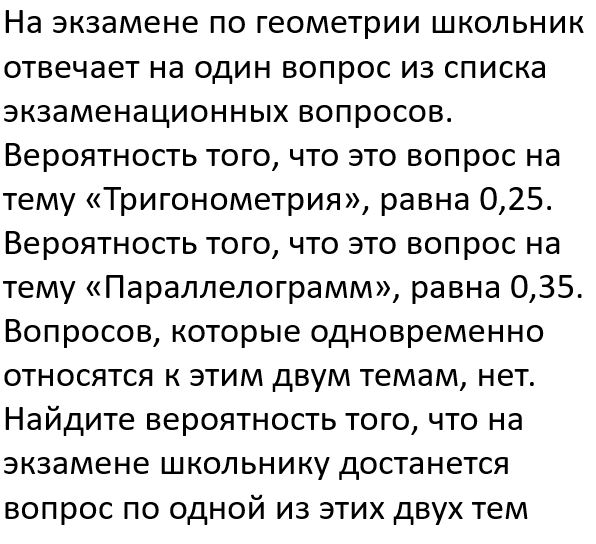 На экзамене по геометрии школьник
отвечает на один вопрос из списка
экзаменационных вопросов.
Вероятность того, что это вопрос на
тему «Тригонометрия», равна 0,25.
Вероятность того, что это вопрос на
тему «Параллелограмм», равна 0,35.
Вопросов, которые одновременно
относятся к этим двум темам, нет.
Найдите вероятность того, что на
экзамене школьнику достанется
вопрос по одной из этих двух тем